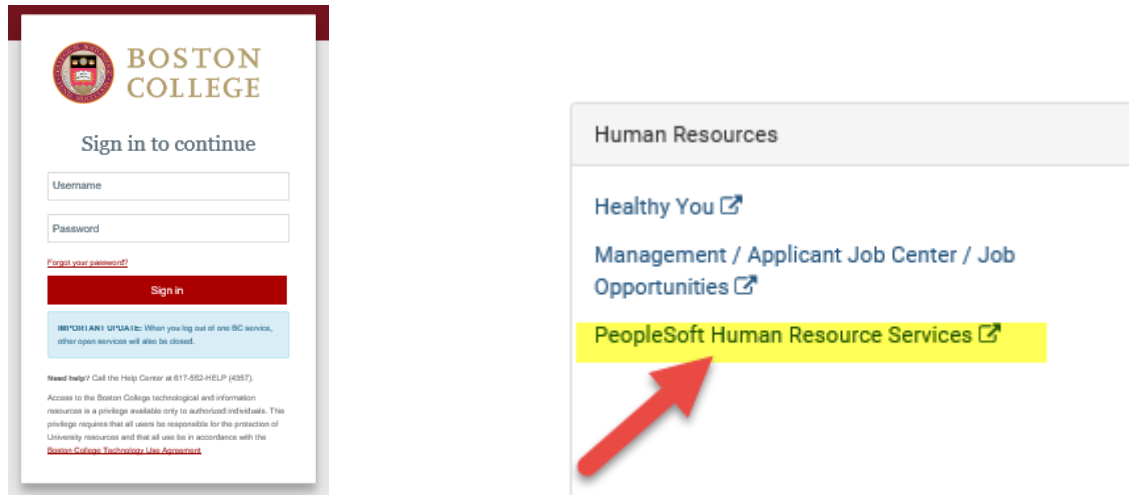 BOSTON
COLLEGE
Sign in to continue
Username
Password
Forgot your password?
Sign in
IMPORTANT UPDATE: When you log out of one BC service,
other open services will also be closed.
Need help? Call the Help Center at 617-552-HELP (4357).
Access to the Boston College technological and information
resources is a privilege available only to authorized individuals. This
privilege requires that all users be responsible for the protection of
University resources and that all use be in accordance with the
Boston College Technology Use Agreement
Human Resources
Healthy You
Management / Applicant Job Center / Job
Opportunities
PeopleSoft Human Resource Services